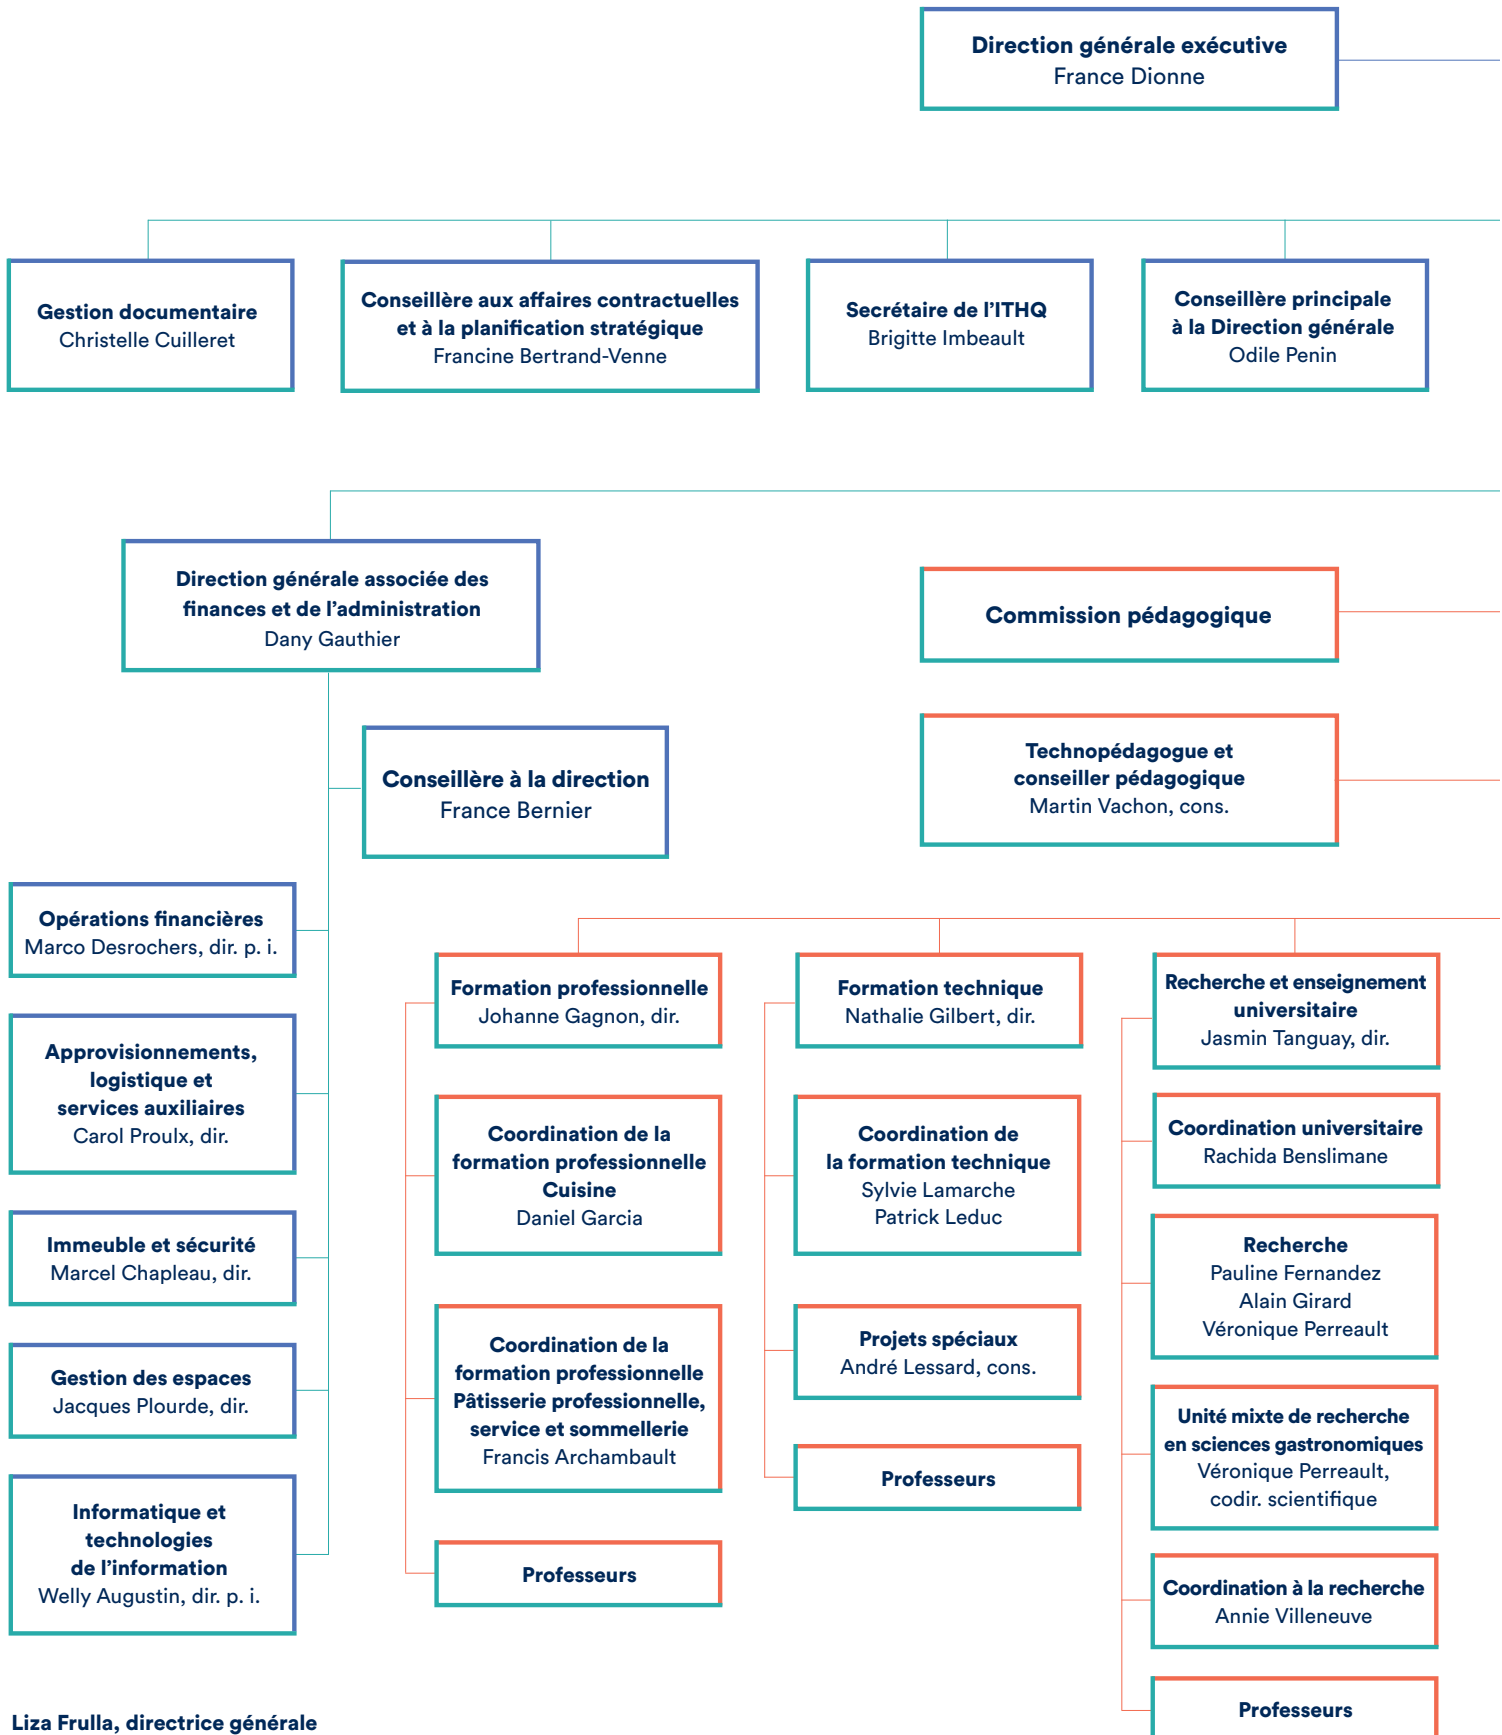 Direction générale exécutive
France Dionne
Gestion documentaire
Christelle Cuilleret
Conseillère aux affaires contractuelles
et à la planification stratégique
Francine Bertrand-Venne
Secrétaire de l’ITHQ
Brigitte Imbeault
Conseillère principale
à la Direction générale
Odile Penin
Direction générale associée des
finances et de l’administration
Dany Gauthier
Commission pédagogique
Technopédagogue et
conseiller pédagogique
Martin Vachon, cons.
Conseillère à la direction
France Bernier
Opérations financières
Marco Desrochers, dir. p. i.
Approvisionnements,
logistique et
services auxiliaires
Carol Proulx, dir.
Immeuble et sécurité
Marcel Chapleau, dir.
Gestion des espaces
Jacques Plourde, dir.
Informatique et
technologies
de l’information
Welly Augustin, dir. p. i.
Formation professionnelle
Johanne Gagnon, dir.
Coordination de la
formation professionnelle
Cuisine
Daniel Garcia
Coordination de la
formation professionnelle
Pâtisserie professionnelle,
service et sommellerie
Francis Archambault
Professeurs
Formation technique
Nathalie Gilbert, dir.
Coordination de
la formation technique
Sylvie Lamarche
Patrick Leduc
Projets spéciaux
André Lessard, cons.
Professeurs
Recherche et enseignement
universitaire
Jasmin Tanguay, dir.
Coordination universitaire
Rachida Benslimane
Recherche
Pauline Fernandez
Alain Girard
Véronique Perreault
Unité mixte de recherche
en sciences gastronomiques
Véronique Perreault,
codir. scientifique
Coordination à la recherche
Annie Villeneuve
Professeurs
Liza Frulla, directrice générale